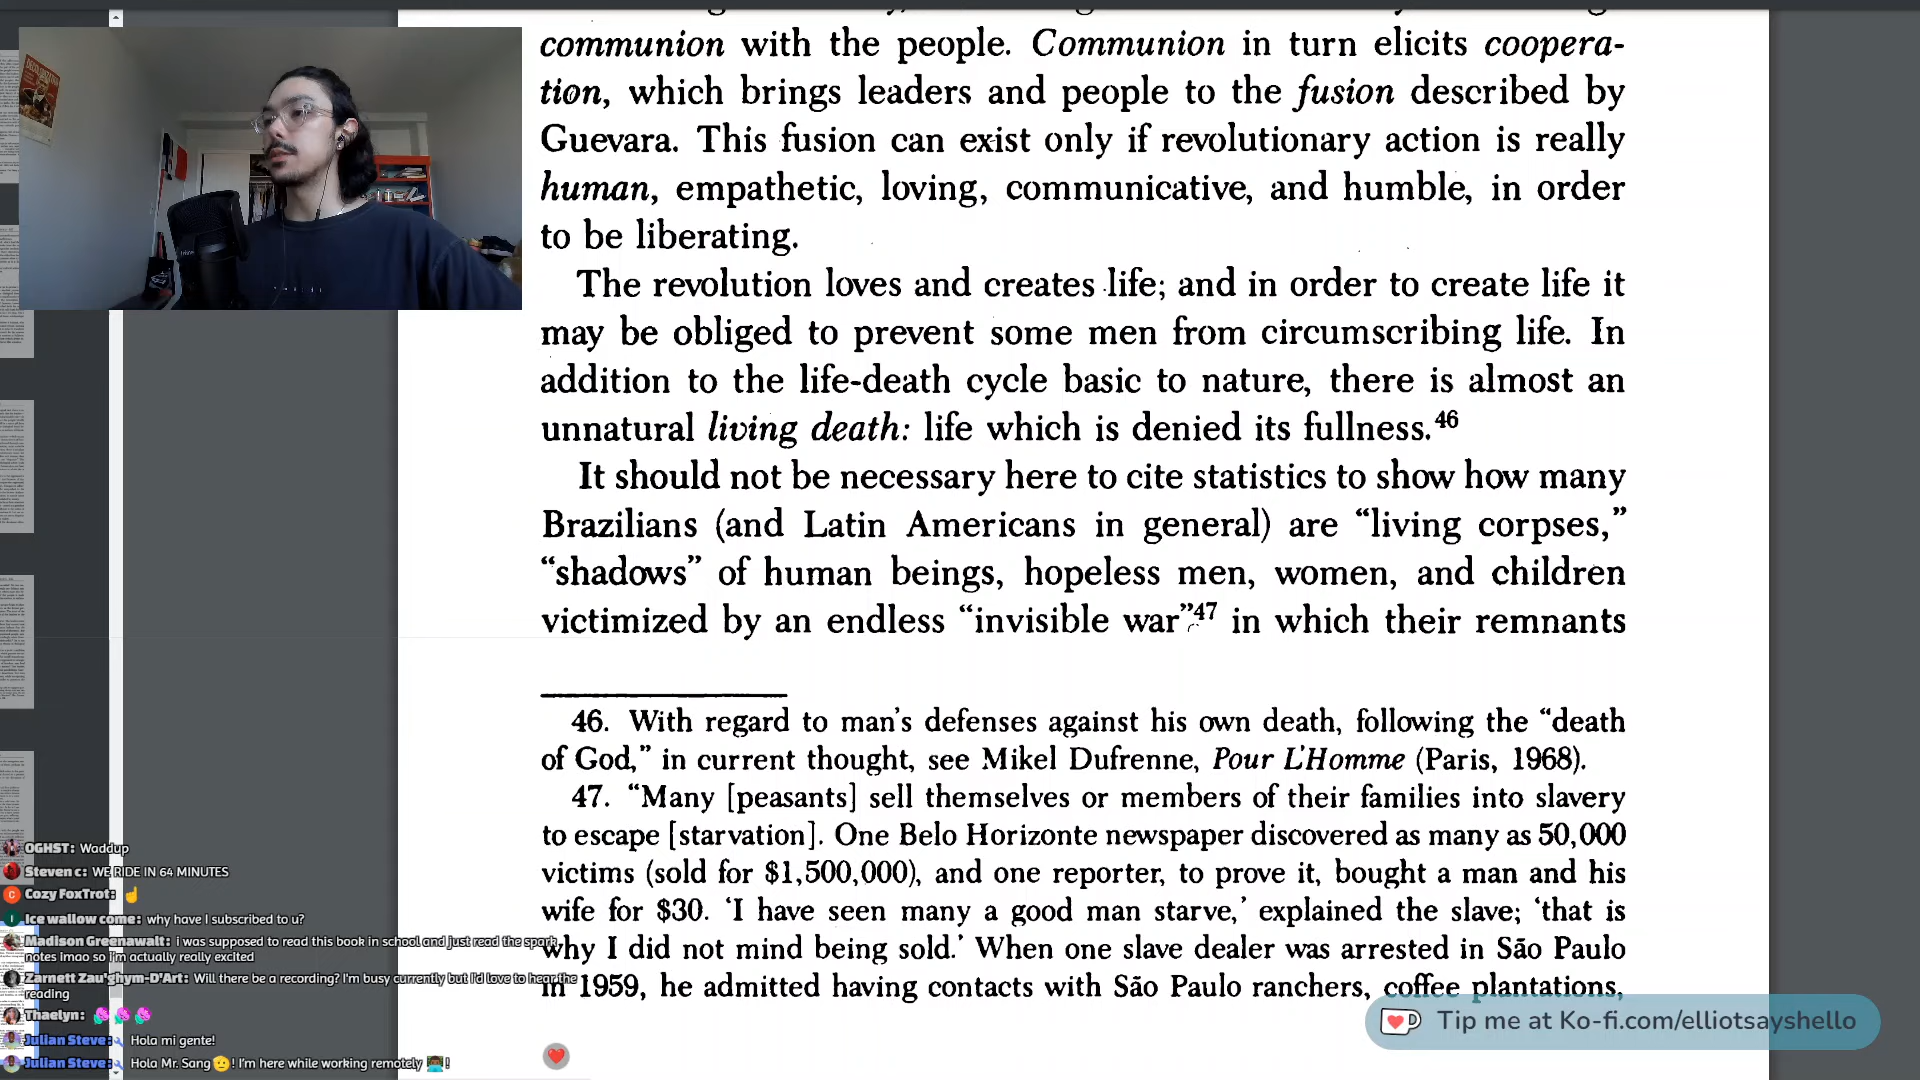 communion with the people. Communion in turn elicits coopera-
tion, which brings leaders and people to the fusion described by
Guevara. This fusion can exist only if revolutionary action is really
human, empathetic, loving, communicative, and humble, in order
to be liberating.
The revolution loves and creates life; and in order to create life it
may be obliged to prevent some men from circumscribing life. In
addition to the life-death cycle basic to nature, there is almost an
unnatural living death: life which is denied its fullness.46
It should not be necessary here to cite statistics to show how many
Brazilians (and Latin Americans in general) are “living corpses,”
“shadows” of human beings, hopeless men, women, and children
victimized by an endless “invisible war”47 in which their remnants
46. With regard to man’s defenses against his own death, following the “death
of God,” in current thought, see Mikel Dufrenne, Pour L’Homme (Paris, 1968).
47. “Many [peasants] sell themselves or members of their families into slavery
to escape [starvation]. One Belo Horizonte newspaper discovered as many as 50,000
victims (sold for $1,500,000), and one reporter, to prove it, bought a man and his
wife for $30. ‘I have seen many a good man starve,’ explained the slave; ‘that is
why I did not mind being sold.’ When one slave dealer was arrested in São Paulo
in 1959, he admitted having contacts with São Paulo ranchers, coffee plantations,
OGHST: Waddup
Steven c: WE RIDE IN 64 MINUTES
Cozy FoxTrot: ☝
Ice wallow come: why have I subscribed to u?
Madison Greenawalt: i was supposed to read this book in school and just read the spark
notes lmao so i'm actually really excited
Zarnett Zau'ghym-D'Art: Will there be a recording? I'm busy currently but I'd love to hear the
reading
Thaelyn:
Julian Steve: Hola mi gente!
Julian Steve: Hola Mr. Sang! I'm here while working remotely !
Tip me at Ko-fi.com/elliotsayshello